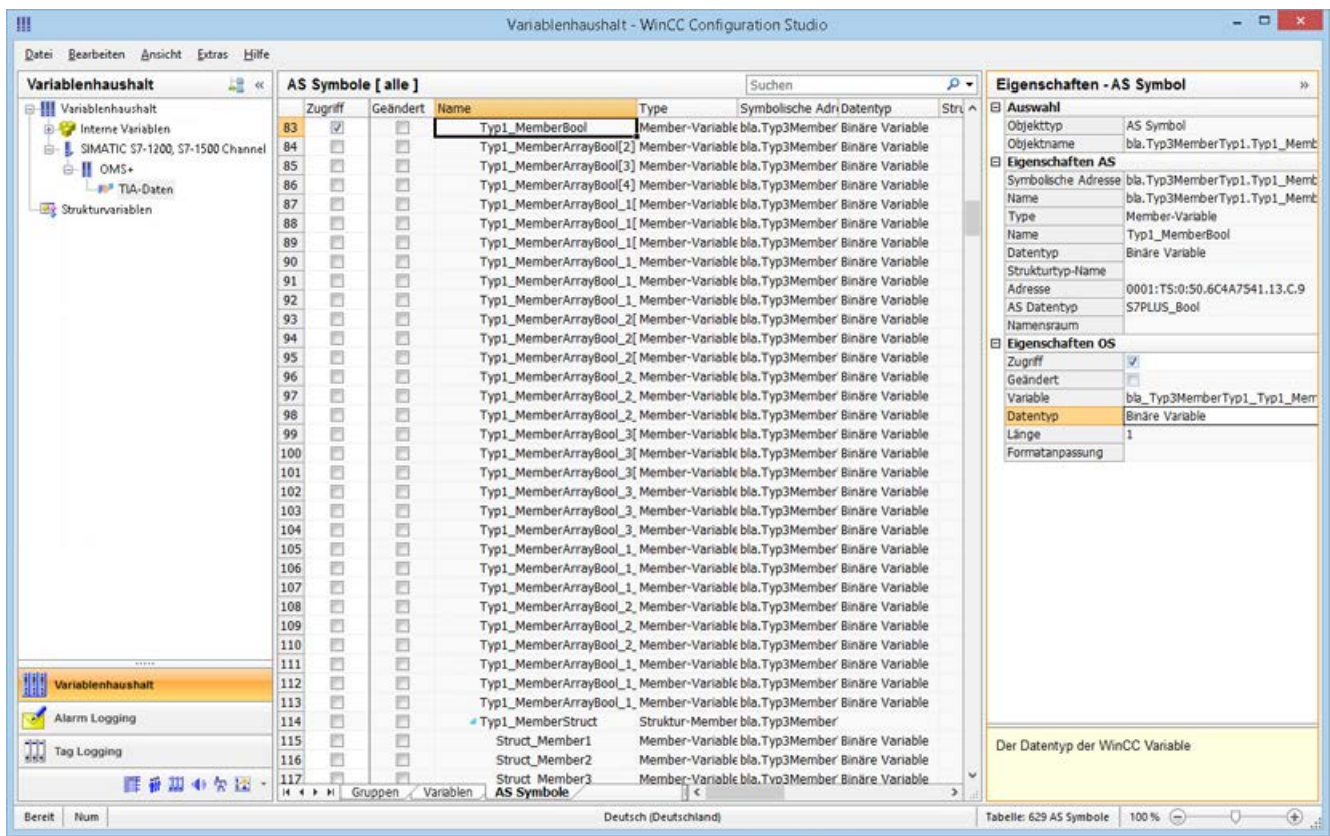 Variablenhaushalt - WinCC Configuration Studio
Datei Bearbeiten Ansicht Extras Hilfe
Variablenhaushalt
Variablenhaushalt
Interne Variablen
SIMATIC S7-1200, S7-1500 Channel
OMS+
TIA-Daten
Strukturvariablen
Variablenhaushalt
Alarm Logging
Tag Logging
AS Symbole [ alle ] Suchen
Zugriff Geändert Name Type Symbolische Adr Datentyp Stru
83 Typ1_MemberBool Member-Variable bla.Typ3Member Binäre Variable
84 Typ1_MemberArrayBool[2] Member-Variable bla.Typ3Member Binäre Variable
85 Typ1_MemberArrayBool[3] Member-Variable bla.Typ3Member Binäre Variable
86 Typ1_MemberArrayBool[4] Member-Variable bla.Typ3Member Binäre Variable
87 Typ1_MemberArrayBool_1[ Member-Variable bla.Typ3Member Binäre Variable
88 Typ1_MemberArrayBool_1[ Member-Variable bla.Typ3Member Binäre Variable
89 Typ1_MemberArrayBool_1[ Member-Variable bla.Typ3Member Binäre Variable
90 Typ1_MemberArrayBool_1_ Member-Variable bla.Typ3Member Binäre Variable
91 Typ1_MemberArrayBool_1_ Member-Variable bla.Typ3Member Binäre Variable
92 Typ1_MemberArrayBool_1_ Member-Variable bla.Typ3Member Binäre Variable
93 Typ1_MemberArrayBool_2[ Member-Variable bla.Typ3Member Binäre Variable
94 Typ1_MemberArrayBool_2[ Member-Variable bla.Typ3Member Binäre Variable
95 Typ1_MemberArrayBool_2[ Member-Variable bla.Typ3Member Binäre Variable
96 Typ1_MemberArrayBool_2_ Member-Variable bla.Typ3Member Binäre Variable
97 Typ1_MemberArrayBool_2_ Member-Variable bla.Typ3Member Binäre Variable
98 Typ1_MemberArrayBool_2_ Member-Variable bla.Typ3Member Binäre Variable
99 Typ1_MemberArrayBool_3[ Member-Variable bla.Typ3Member Binäre Variable
100 Typ1_MemberArrayBool_3[ Member-Variable bla.Typ3Member Binäre Variable
101 Typ1_MemberArrayBool_3[ Member-Variable bla.Typ3Member Binäre Variable
102 Typ1_MemberArrayBool_3_ Member-Variable bla.Typ3Member Binäre Variable
103 Typ1_MemberArrayBool_3_ Member-Variable bla.Typ3Member Binäre Variable
104 Typ1_MemberArrayBool_3_ Member-Variable bla.Typ3Member Binäre Variable
105 Typ1_MemberArrayBool_1_ Member-Variable bla.Typ3Member Binäre Variable
106 Typ1_MemberArrayBool_1_ Member-Variable bla.Typ3Member Binäre Variable
107 Typ1_MemberArrayBool_1_ Member-Variable bla.Typ3Member Binäre Variable
108 Typ1_MemberArrayBool_2_ Member-Variable bla.Typ3Member Binäre Variable
109 Typ1_MemberArrayBool_2_ Member-Variable bla.Typ3Member Binäre Variable
110 Typ1_MemberArrayBool_2_ Member-Variable bla.Typ3Member Binäre Variable
111 Typ1_MemberArrayBool_1_ Member-Variable bla.Typ3Member Binäre Variable
112 Typ1_MemberArrayBool_1_ Member-Variable bla.Typ3Member Binäre Variable
113 Typ1_MemberArrayBool_1_ Member-Variable bla.Typ3Member Binäre Variable
114 Typ1_MemberStruct Struktur-Member bla.Typ3Member
115 Struct_Member1 Member-Variable bla.Typ3Member Binäre Variable
116 Struct_Member2 Member-Variable bla.Typ3Member Binäre Variable
117 Struct_Member3 Member-Variable bla.Typ3Member Binäre Variable
Gruppen Variablen AS Symbole
Eigenschaften - AS Symbol
Auswahl
Objekttyp AS Symbol
Objektname bla.Typ3MemberTyp1.Typ1_Memb
Eigenschaften AS
Symbolische Adresse bla.Typ3MemberTyp1.Typ1_Memb
Name bla.Typ3MemberTyp1.Typ1_Memb
Type Member-Variable
Name Typ1_MemberBool
Datentyp Binäre Variable
Strukturtyp-Name
Adresse 0001:TS:0:50.6C4A7541.13.C.9
AS Datentyp S7PLUS_Bool
Namensraum
Eigenschaften OS
Zugriff
Geändert
Variable bla_Typ3MemberTyp1_Typ1_Mem
Datentyp Binäre Variable
Länge 1
Formatanpassung
Der Datentyp der WinCC Variable
Bereit Num Deutsch (Deutschland) Tabelle: 629 AS Symbole 100 %